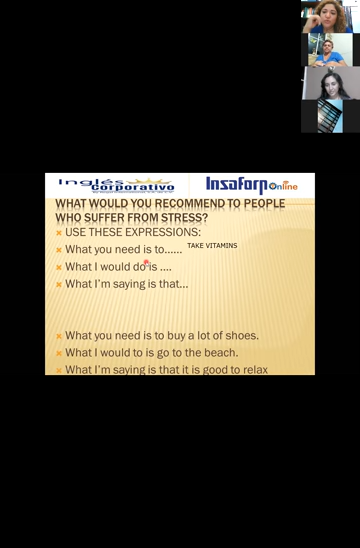 Inglés
corporativo
Insaforp Online
WHAT WOULD YOU RECOMMEND TO PEOPLE
WHO SUFFER FROM STRESS?
USE THESE EXPRESSIONS:
What you need is to...... TAKE VITAMINS
What I would do is ....
What I'm saying is that...
What you need is to buy a lot of shoes.
What I would to is go to the beach.
What I'm saying is that it is good to relax